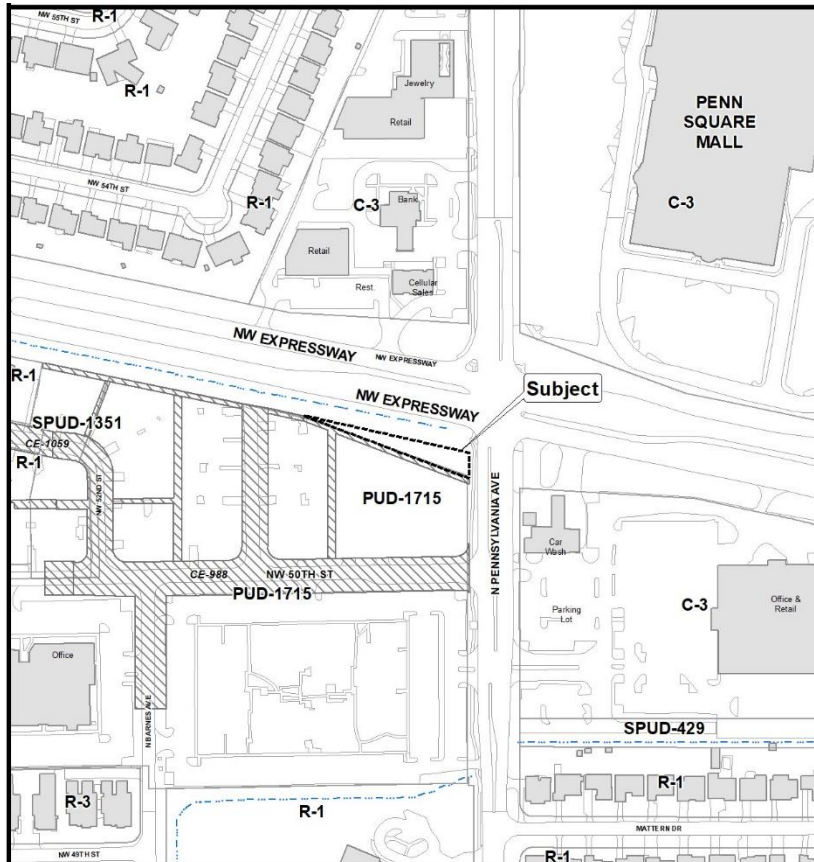 NW 55TH ST
R-1
R-1
Jewelry
Retail
PENN
SQUARE
MALL
NW 54TH ST
R-1
C-3
Bank
C-3
Retail
Rest.
Cellular
Sales
NW EXPRESSWAY
NW EXPRESSWAY
NW EXPRESSWAY
Subject
R-1
SPUD-1351
CE-1059
R-1
NW 52ND ST
PUD-1715
N PENNSYLVANIA AVE
Car
Wash
CE-988
NW 50TH ST
PUD-1715
Parking
Lot
C-3
Office &
Retail
Office
N BARNES AVE
SPUD-429
R-3
R-1
R-1
MATTERN DR
NW 49TH ST
R-1